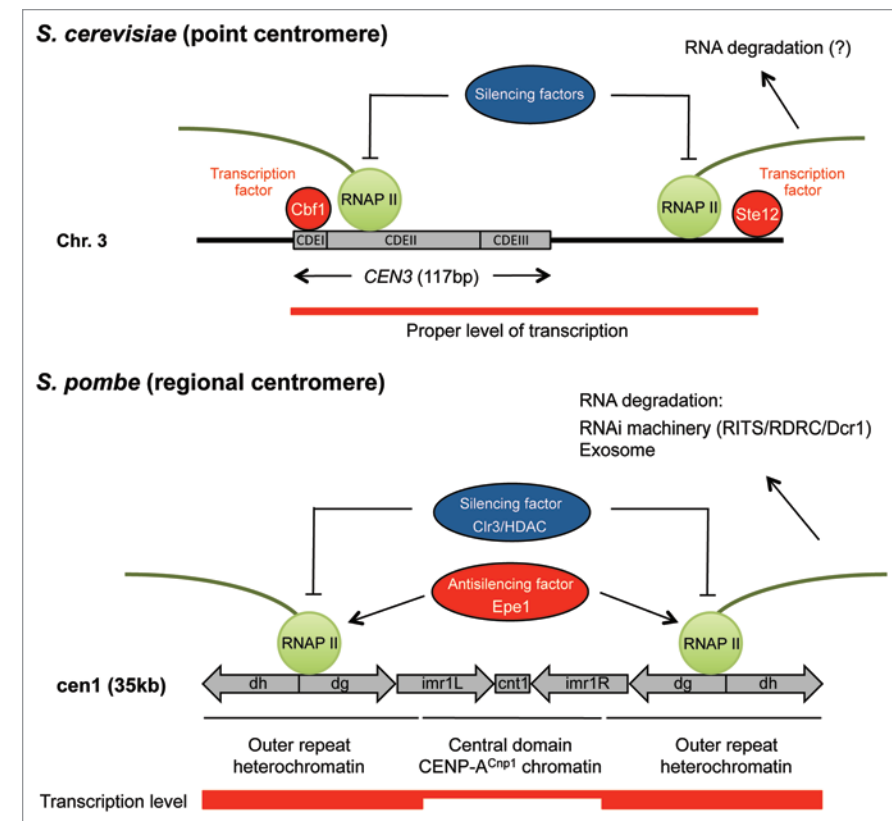 S. cerevisiae (point centromere)
RNA degradation (?)
Silencing factors
Transcription
factor
Transcription
factor
Cbf1
RNAP II
RNAP II
Ste12
Chr. 3
CDEI
CDEII
CDEIII
CEN3 (117bp)
Proper level of transcription
S. pombe (regional centromere)
RNA degradation:
RNAi machinery (RITS/RDRC/Dcr1)
Exosome
Silencing factor
Clr3/HDAC
Antisilencing factor
Epe1
RNAP II
RNAP II
cen1 (35kb)
dh
dg
imr1L
cnt1
imr1R
dg
dh
Outer repeat
heterochromatin
Central domain
CENP-A^Cnp1 chromatin
Outer repeat
heterochromatin
Transcription level